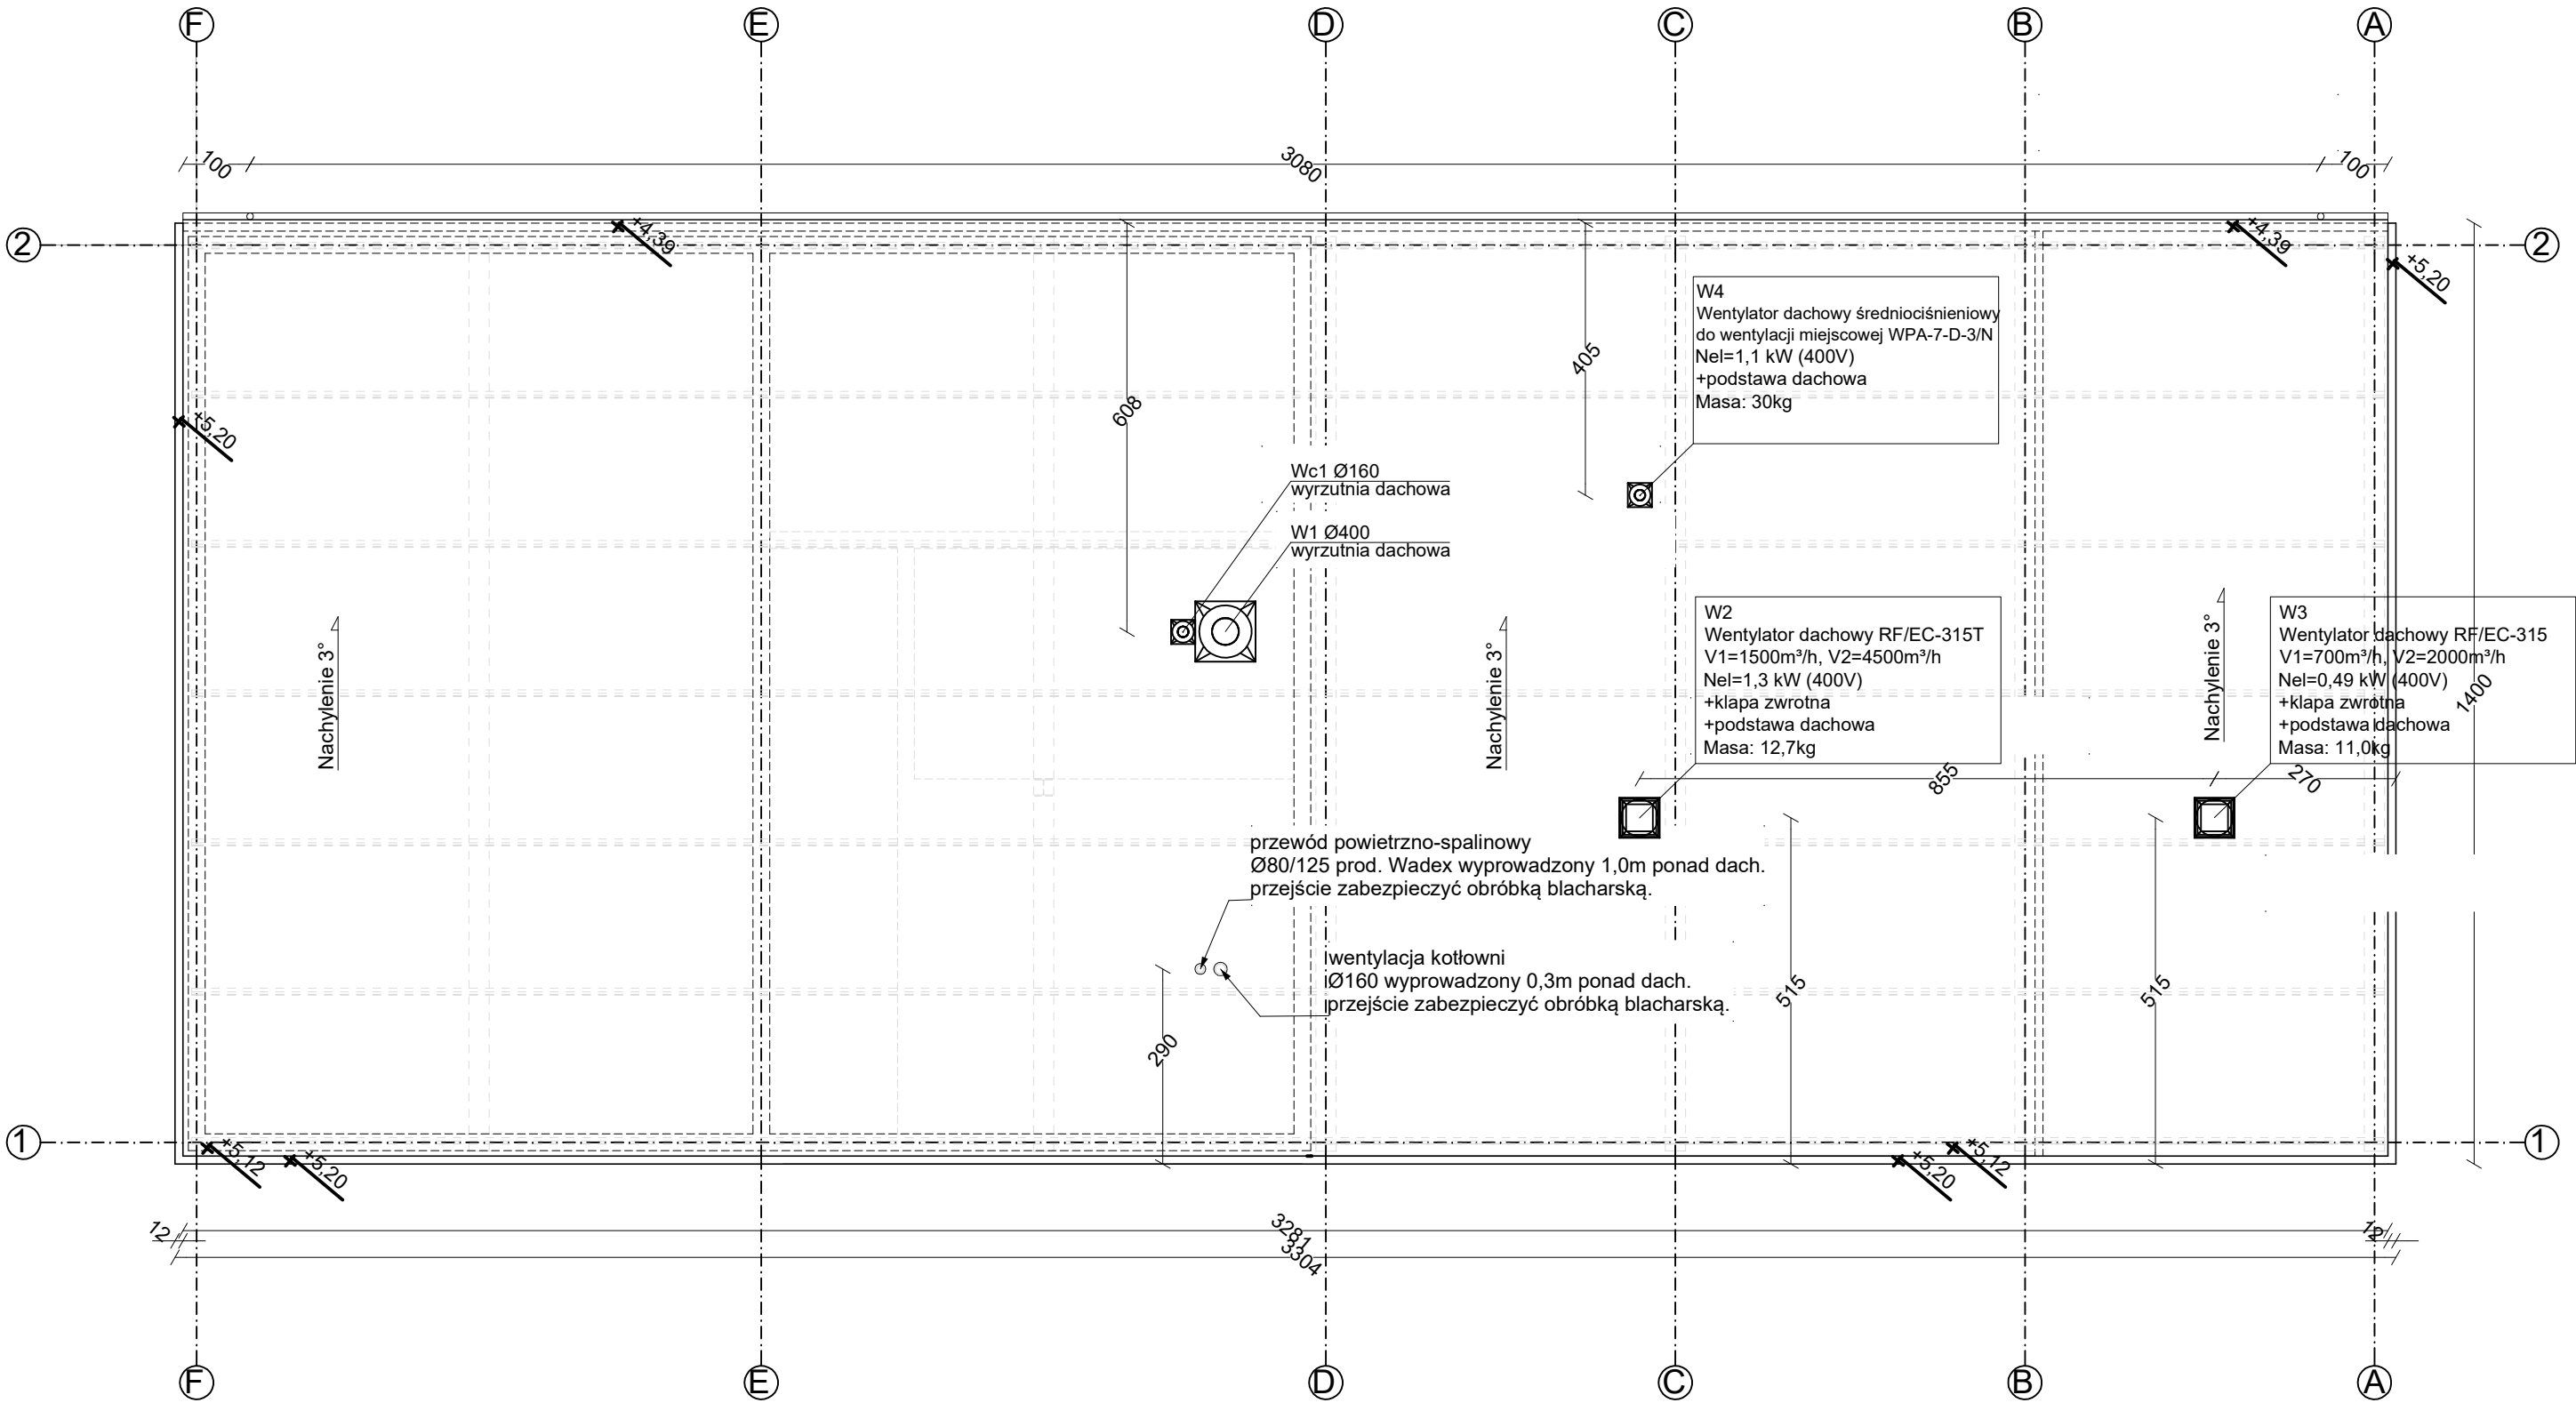 F
E
D
C
B
A
100
3080
100
2
+4,39
+4,39
2
+5,20
W4
Wentylator dachowy średniociśnieniowy
do wentylacji miejscowej WPA-7-D-3/N
Nel=1,1 kW (400V)
+podstawa dachowa
Masa: 30kg
405
608
+5,20
Wc1 Ø160
wyrzutnia dachowa
W1 Ø400
wyrzutnia dachowa
Nachylenie 3°
Nachylenie 3°
W2
Wentylator dachowy RF/EC-315T
V1=1500m³/h, V2=4500m³/h
Nel=1,3 kW (400V)
+klapa zwrotna
+podstawa dachowa
Masa: 12,7kg
Nachylenie 3°
W3
Wentylator dachowy RF/EC-315
V1=700m³/h, V2=2000m³/h
Nel=0,49 kW (400V)
+klapa zwrotna
+podstawa dachowa
Masa: 11,0kg
1400
855
270
przewód powietrzno-spalinowy
Ø80/125 prod. Wadex wyprowadzony 1,0m ponad dach.
przejście zabezpieczyć obróbką blacharską.
wentylacja kotłowni
Ø160 wyprowadzony 0,3m ponad dach.
przejście zabezpieczyć obróbką blacharską.
515
515
290
1
+5,12
+5,20
+5,20
+5,12
1
12
3281
12
3304
F
E
D
C
B
A